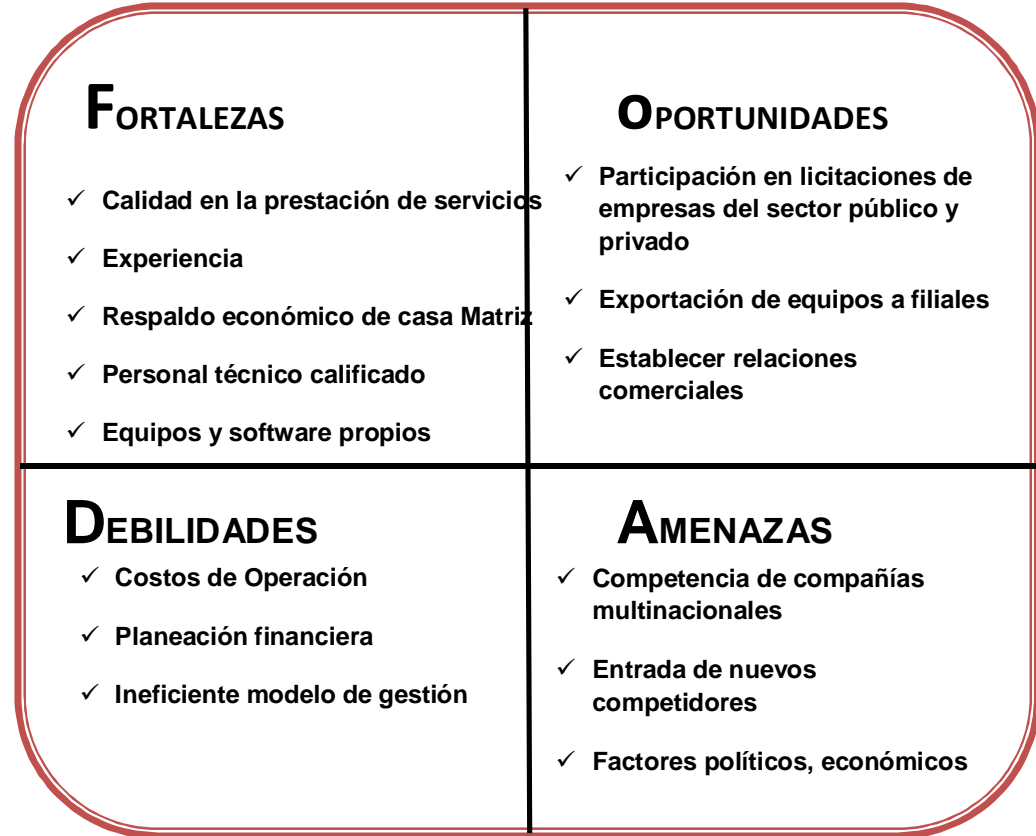 FORTALEZAS
✓ Calidad en la prestación de servicios
✓ Experiencia
✓ Respaldo económico de casa Matriz
✓ Personal técnico calificado
✓ Equipos y software propios
OPORTUNIDADES
✓ Participación en licitaciones de
empresas del sector público y
privado
✓ Exportación de equipos a filiales
✓ Establecer relaciones
comerciales
DEBILIDADES
✓ Costos de Operación
✓ Planeación financiera
✓ Ineficiente modelo de gestión
AMENAZAS
✓ Competencia de compañías
multinacionales
✓ Entrada de nuevos
competidores
✓ Factores políticos, económicos